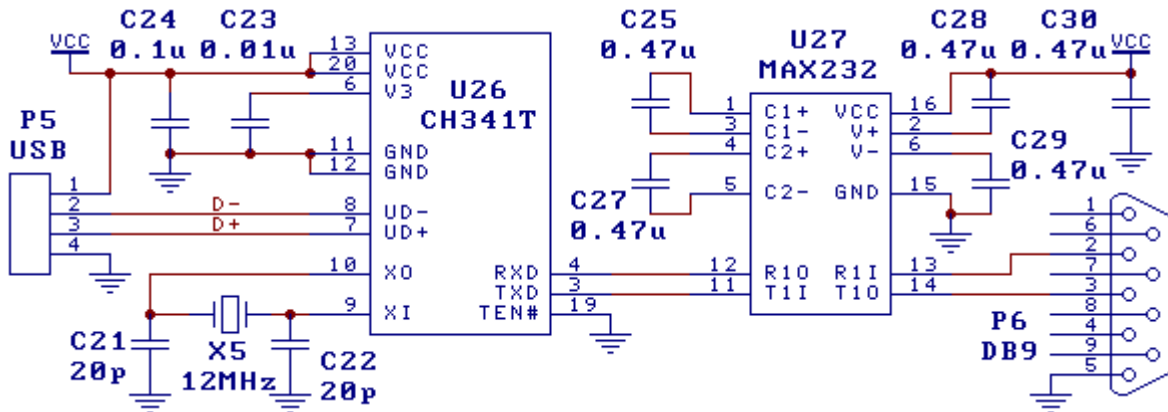 C24 C23
0.1u 0.01u
VCC
P5
USB
1
2
3
4
D-
D+
13 VCC
20 VCC
6 V3
11 GND
12 GND
8 UD-
7 UD+
10 XO
9 XI
U26
CH341T
RXD 4
TXD 3
TEN# 19
C21
20p
X5
12MHz
C22
20p
C25
0.47u
C27
0.47u
U27
MAX232
1 C1+
3 C1-
4 C2+
5 C2-
12 R1O
11 T1I
VCC 16
V+ 2
V- 6
GND 15
R1I 13
T1O 14
C28 C30
0.47u 0.47u
VCC
C29
0.47u
1
6
2
7
3
8
4
9
5
P6
DB9